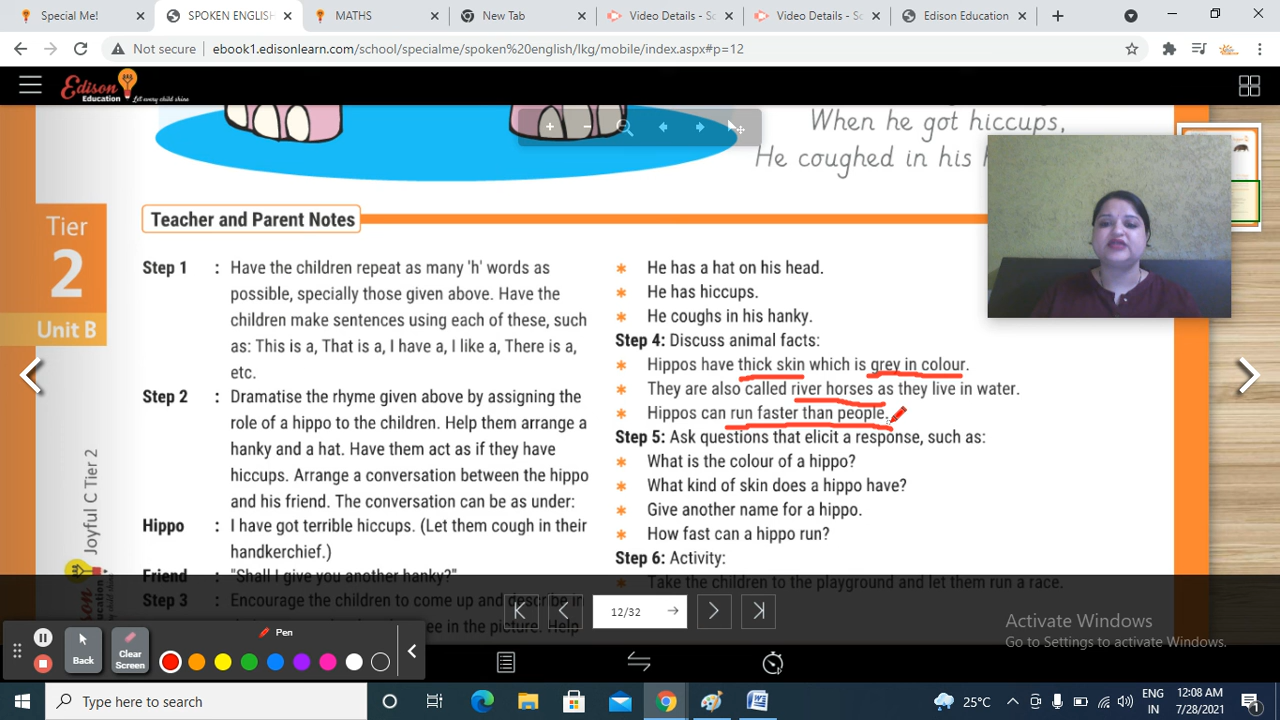 Special Me!
SPOKEN ENGLISH
MATHS
New Tab
Video Details - Sc
Video Details - Sc
Edison Education
Not secure
ebook1.edisonlearn.com/school/specialme/spoken%20english/lkg/mobile/index.aspx#p=12
Edison
Education
Let every child shine
When he got hiccups,
He coughed in his
Tier
2
Unit B
Joyful C Tier 2
Teacher and Parent Notes
Step 1 : Have the children repeat as many 'h' words as
possible, specially those given above. Have the
children make sentences using each of these, such
as: This is a, That is a, I have a, I like a, There is a,
etc.
Step 2 : Dramatise the rhyme given above by assigning the
role of a hippo to the children. Help them arrange a
hanky and a hat. Have them act as if they have
hiccups. Arrange a conversation between the hippo
and his friend. The conversation can be as under:
Hippo : I have got terrible hiccups. (Let them cough in their
handkerchief.)
Friend : "Shall I give you another hanky?"
Step 3 : Encourage the children to come up and describe in
see in the picture. Help
* He has a hat on his head.
* He has hiccups.
* He coughs in his hanky.
Step 4: Discuss animal facts:
* Hippos have thick skin which is grey in colour.
* They are also called river horses as they live in water.
* Hippos can run faster than people.
Step 5: Ask questions that elicit a response, such as:
* What is the colour of a hippo?
* What kind of skin does a hippo have?
* Give another name for a hippo.
* How fast can a hippo run?
Step 6: Activity:
* Take the children to the playground and let them run a race.
12/32
Activate Windows
Go to Settings to activate Windows.
Pen
Back
Clear
Screen
Type here to search
25°C
ENG
IN
12:08 AM
7/28/2021